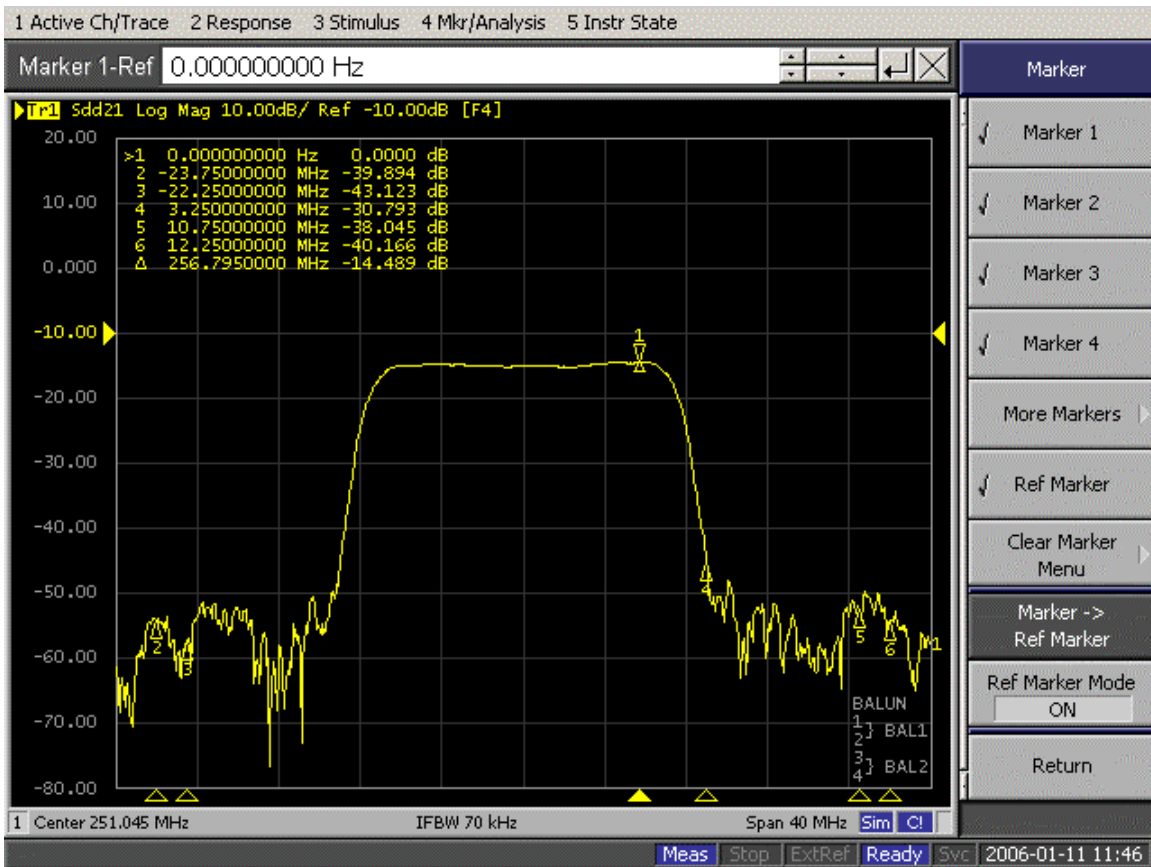 1 Active Ch/Trace 2 Response 3 Stimulus 4 Mkr/Analysis 5 Instr State
Marker 1-Ref 0.000000000 Hz
Marker
Tr1 Sdd21 Log Mag 10.00dB/ Ref -10.00dB [F4]
20.00
10.00
0.000
-10.00
-20.00
-30.00
-40.00
-50.00
-60.00
-70.00
-80.00
>1 0.000000000 Hz 0.0000 dB
2 -23.75000000 MHz -39.894 dB
3 -22.25000000 MHz -43.123 dB
4 3.250000000 MHz -30.793 dB
5 10.75000000 MHz -38.045 dB
6 12.25000000 MHz -40.166 dB
Δ 256.7950000 MHz -14.489 dB
1
2
3
4
5
6
1
BALUN
1
2} BAL1
3
4} BAL2
1 Center 251.045 MHz IFBW 70 kHz Span 40 MHz Sim C!
Marker 1
Marker 2
Marker 3
Marker 4
More Markers
Ref Marker
Clear Marker
Menu
Marker ->
Ref Marker
Ref Marker Mode
ON
Return
Meas Stop ExtRef Ready Svc 2006-01-11 11:46